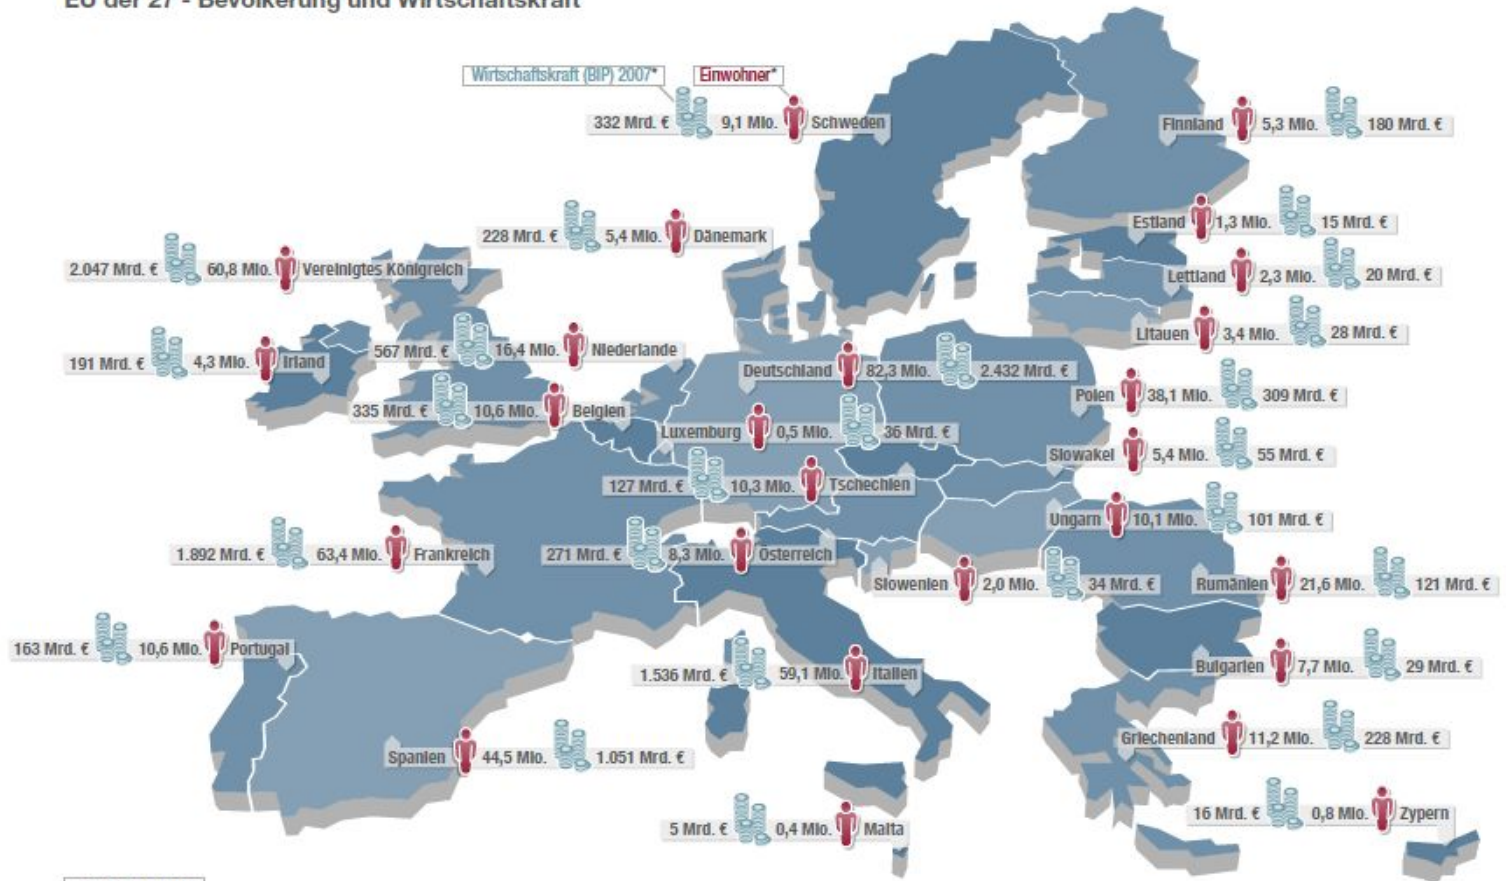 EU der 27 - Bevölkerung und Wirtschaftskraft
Wirtschaftskraft (BIP) 2007* Einwohner*
332 Mrd. € 9,1 Mio. Schweden
Finnland 5,3 Mio. 180 Mrd. €
Estland 1,3 Mio. 15 Mrd. €
228 Mrd. € 5,4 Mio. Dänemark
2.047 Mrd. € 60,8 Mio. Vereinigtes Königreich
Lettland 2,3 Mio. 20 Mrd. €
Litauen 3,4 Mio. 28 Mrd. €
567 Mrd. € 16,4 Mio. Niederlande
191 Mrd. € 4,3 Mio. Irland
Deutschland 82,3 Mio. 2.432 Mrd. €
Polen 38,1 Mio. 309 Mrd. €
335 Mrd. € 10,6 Mio. Belgien
Luxemburg 0,5 Mio. 36 Mrd. €
Slowakei 5,4 Mio. 55 Mrd. €
127 Mrd. € 10,3 Mio. Tschechien
Ungarn 10,1 Mio. 101 Mrd. €
1.892 Mrd. € 63,4 Mio. Frankreich
271 Mrd. € 8,3 Mio. Österreich
Slowenien 2,0 Mio. 34 Mrd. €
Rumänien 21,6 Mio. 121 Mrd. €
163 Mrd. € 10,6 Mio. Portugal
Bulgarien 7,7 Mio. 29 Mrd. €
1.536 Mrd. € 59,1 Mio. Italien
Griechenland 11,2 Mio. 228 Mrd. €
Spanien 44,5 Mio. 1.051 Mrd. €
16 Mrd. € 0,8 Mio. Zypern
5 Mrd. € 0,4 Mio. Malta